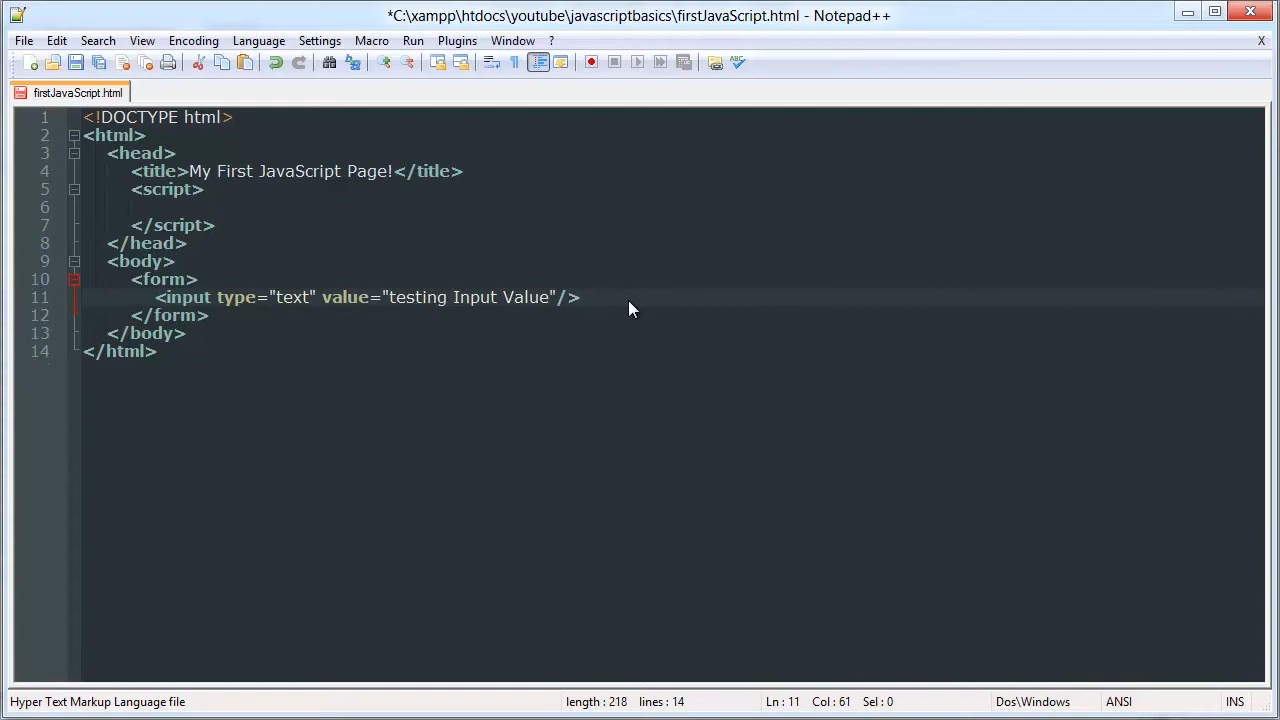 *C:\xampp\htdocs\youtube\javascriptbasics\firstJavaScript.html - Notepad++
File Edit Search View Encoding Language Settings Macro Run Plugins Window ? X
firstJavaScript.html
1 <!DOCTYPE html>
2 <html>
3 <head>
4 <title>My First JavaScript Page!</title>
5 <script>
6
7 </script>
8 </head>
9 <body>
10 <form>
11 <input type="text" value="testing Input Value"/>
12 </form>
13 </body>
14 </html>
Hyper Text Markup Language file length : 218 lines : 14 Ln : 11 Col : 61 Sel : 0 Dos\Windows ANSI INS